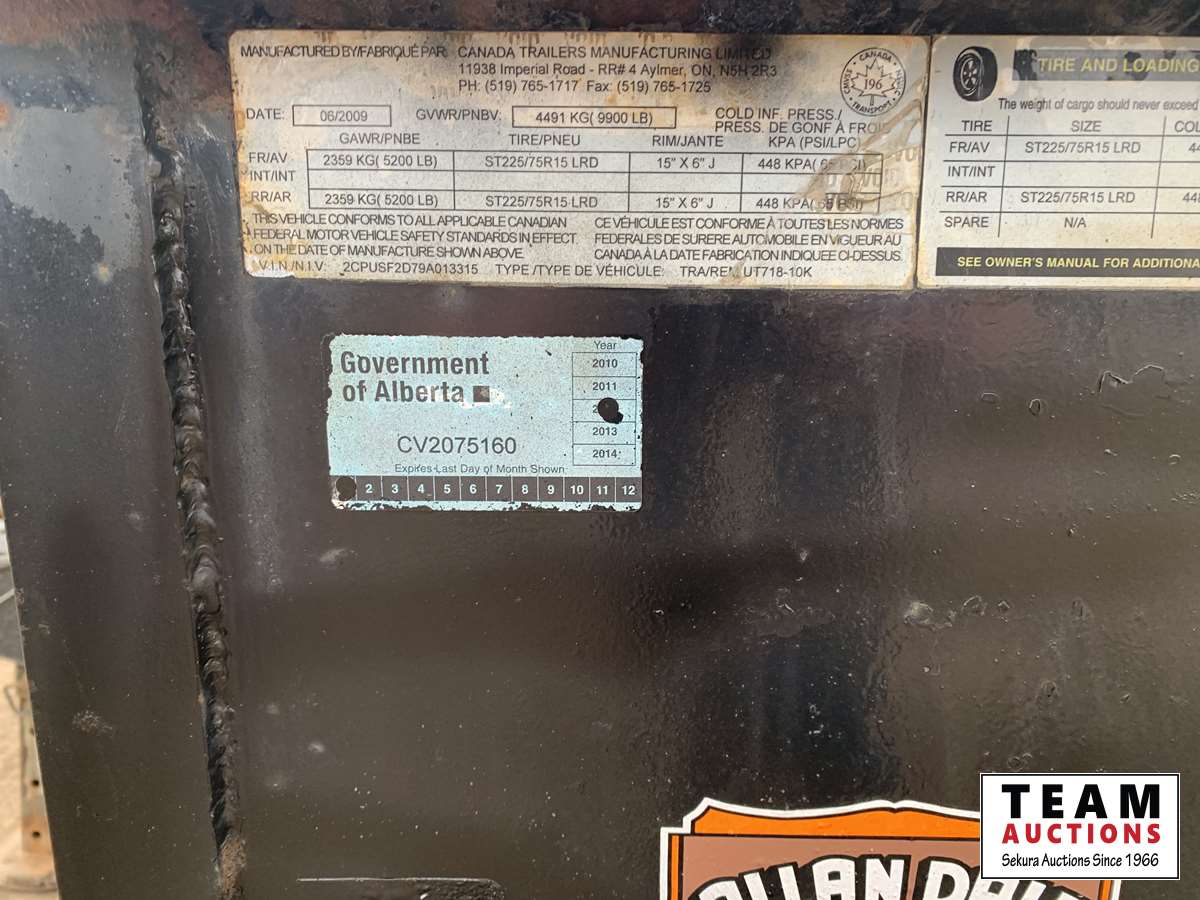 MANUFACTURED BY/FABRIQUÉ PAR: CANADA TRAILERS MANUFACTURING LIMITED
11938 Imperial Road - RR# 4 Aylmer, ON, N5H 2R3
PH: (519) 765-1717 Fax: (519) 765-1725
CANADA
196
TRANSPORT
DATE: 06/2009 GVWR/PNBV: 4491 KG( 9900 LB) COLD INF. PRESS./
PRESS. DE GONF À FROID
GAWR/PNBE TIRE/PNEU RIM/JANTE KPA (PSI/LPC)
FR/AV 2359 KG( 5200 LB) ST225/75R15 LRD 15" X 6" J 448 KPA( 65 PSI)
INT/INT
RR/AR 2359 KG( 5200 LB) ST225/75R15 LRD 15" X 6" J 448 KPA( 65 PSI)
THIS VEHICLE CONFORMS TO ALL APPLICABLE CANADIAN
FEDERAL MOTOR VEHICLE SAFETY STANDARDS IN EFFECT
ON THE DATE OF MANUFACTURE SHOWN ABOVE.
CE VÉHICULE EST CONFORME À TOUTES LES NORMES
FEDERALES DE SURERE AUTOMOBILE EN VIGUEUR AU
CANADA À LA DATE FABRICATION INDIQUEE CI-DESSUS.
V.I.N./N.I.V: 2CPUSF2D79A013315 TYPE /TYPE DE VÉHICULE: TRA/REM UT718-10K
TIRE AND LOADING
The weight of cargo should never exceed
TIRE SIZE
FR/AV ST225/75R15 LRD
INT/INT
RR/AR ST225/75R15 LRD
SPARE N/A
SEE OWNER'S MANUAL FOR ADDITIONA
Government
of Alberta
CV2075160
Expires Last Day of Month Shown
Year
2010
2011
2013
2014
2 3 4 5 6 7 8 9 10 11 12
TEAM
AUCTIONS
Sekura Auctions Since 1966